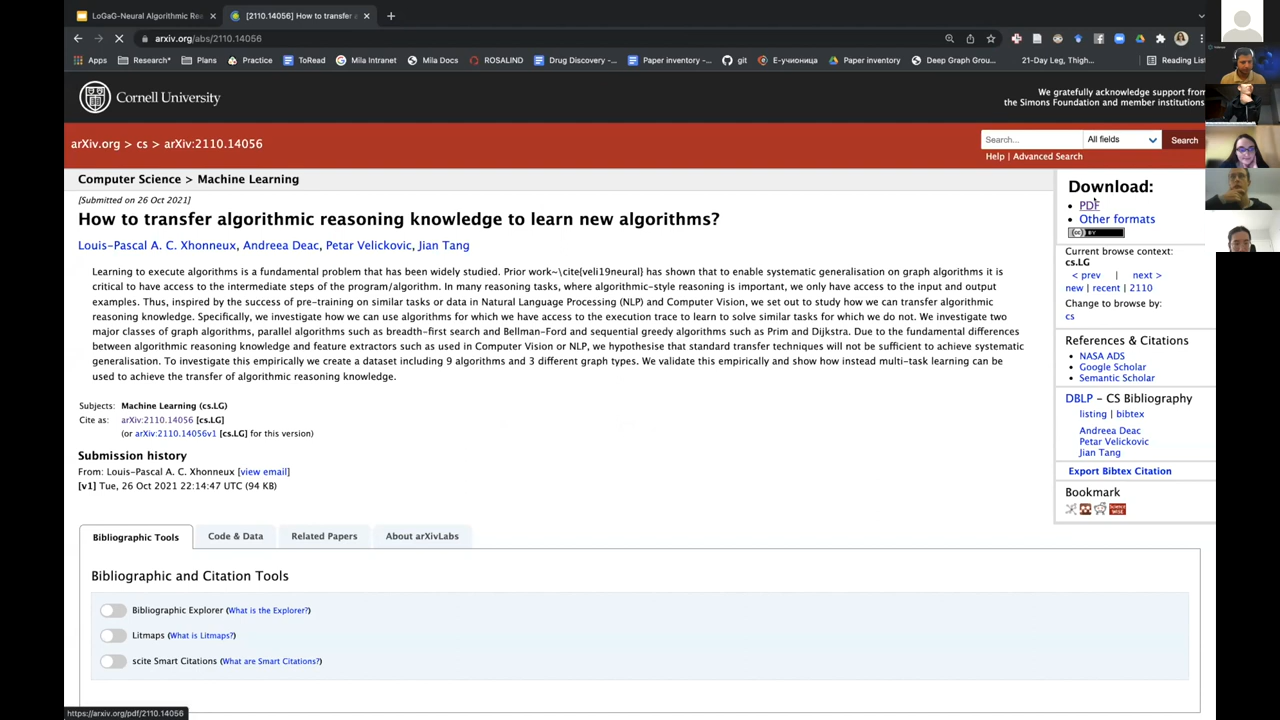 LoGaG-Neural Algorithmic Rea
[2110.14056] How to transfer a
arxiv.org/abs/2110.14056
Apps
Research*
Plans
Practice
ToRead
Mila Intranet
Mila Docs
ROSALIND
Drug Discovery -...
Paper inventory -...
git
Е-учионица
Paper inventory
Deep Graph Grou...
21-Day Leg, Thigh...
Reading List
Cornell University
We gratefully acknowledge support from
the Simons Foundation and member institutions.
arXiv.org > cs > arXiv:2110.14056
Search...
All fields
Search
Help | Advanced Search
Computer Science > Machine Learning
[Submitted on 26 Oct 2021]
How to transfer algorithmic reasoning knowledge to learn new algorithms?
Louis-Pascal A. C. Xhonneux, Andreea Deac, Petar Velickovic, Jian Tang
Learning to execute algorithms is a fundamental problem that has been widely studied. Prior work~\cite{veli19neural} has shown that to enable systematic generalisation on graph algorithms it is
critical to have access to the intermediate steps of the program/algorithm. In many reasoning tasks, where algorithmic-style reasoning is important, we only have access to the input and output
examples. Thus, inspired by the success of pre-training on similar tasks or data in Natural Language Processing (NLP) and Computer Vision, we set out to study how we can transfer algorithmic
reasoning knowledge. Specifically, we investigate how we can use algorithms for which we have access to the execution trace to learn to solve similar tasks for which we do not. We investigate two
major classes of graph algorithms, parallel algorithms such as breadth-first search and Bellman-Ford and sequential greedy algorithms such as Prim and Dijkstra. Due to the fundamental differences
between algorithmic reasoning knowledge and feature extractors such as used in Computer Vision or NLP, we hypothesise that standard transfer techniques will not be sufficient to achieve systematic
generalisation. To investigate this empirically we create a dataset including 9 algorithms and 3 different graph types. We validate this empirically and show how instead multi-task learning can be
used to achieve the transfer of algorithmic reasoning knowledge.
Subjects: Machine Learning (cs.LG)
Cite as: arXiv:2110.14056 [cs.LG]
(or arXiv:2110.14056v1 [cs.LG] for this version)
Submission history
From: Louis-Pascal A. C. Xhonneux [view email]
[v1] Tue, 26 Oct 2021 22:14:47 UTC (94 KB)
Bibliographic Tools
Code & Data
Related Papers
About arXivLabs
Bibliographic and Citation Tools
Bibliographic Explorer (What is the Explorer?)
Litmaps (What is Litmaps?)
scite Smart Citations (What are Smart Citations?)
Download:
PDF
Other formats
BY
Current browse context:
cs.LG
< prev | next >
new | recent | 2110
Change to browse by:
cs
References & Citations
NASA ADS
Google Scholar
Semantic Scholar
DBLP - CS Bibliography
listing | bibtex
Andreea Deac
Petar Velickovic
Jian Tang
Export Bibtex Citation
Bookmark
https://arxiv.org/pdf/2110.14056